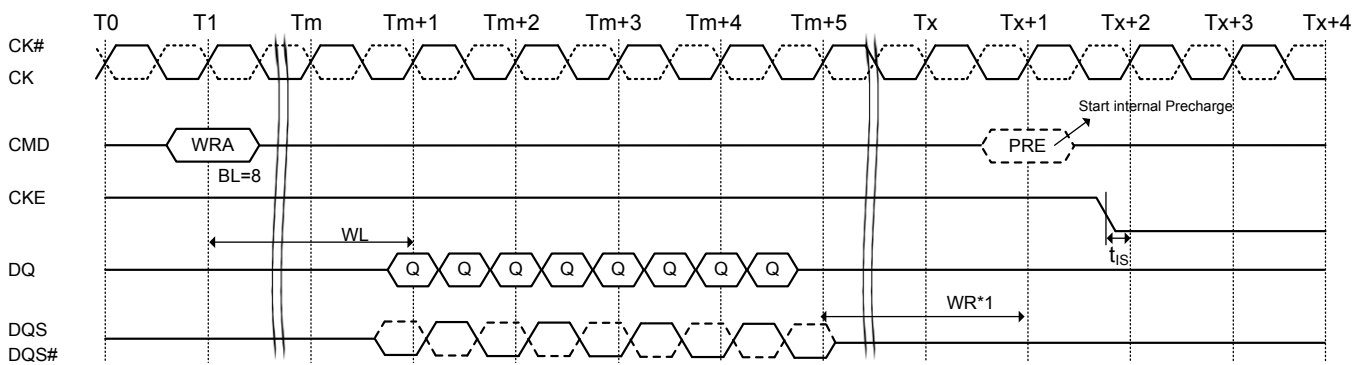 T0 T1 Tm Tm+1 Tm+2 Tm+3 Tm+4 Tm+5 Tx Tx+1 Tx+2 Tx+3 Tx+4
CK#
CK
Start internal Precharge
CMD WRA PRE
BL=8
CKE
WL
tIS
DQ Q Q Q Q Q Q Q Q
WR*1
DQS
DQS#